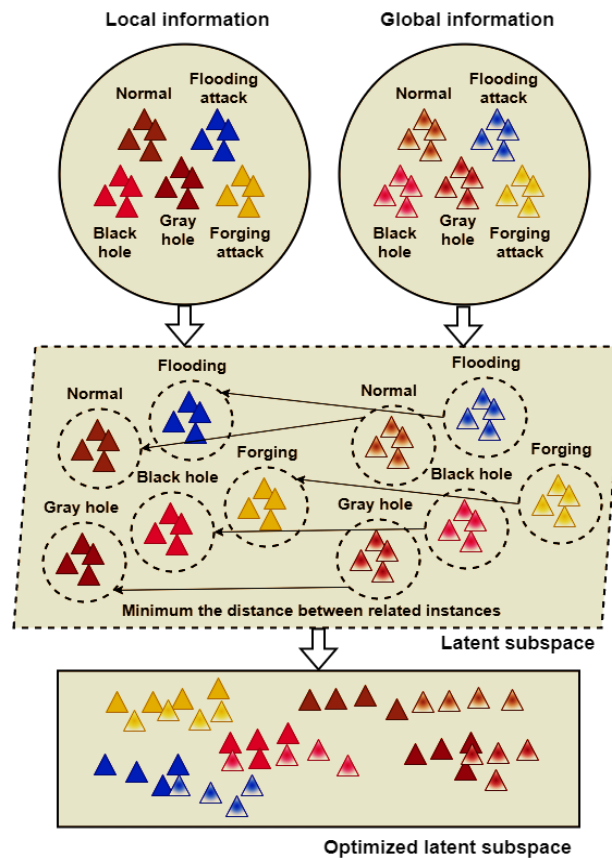 Local information
Global information
Normal
Flooding
attack
Black
hole
Gray
hole
Forging
attack
Normal
Flooding
attack
Black
hole
Gray
hole
Forging
attack
Flooding
Flooding
Normal
Normal
Forging
Black hole
Forging
Black hole
Gray hole
Gray hole
Minimum the distance between related instances
Latent subspace
Optimized latent subspace